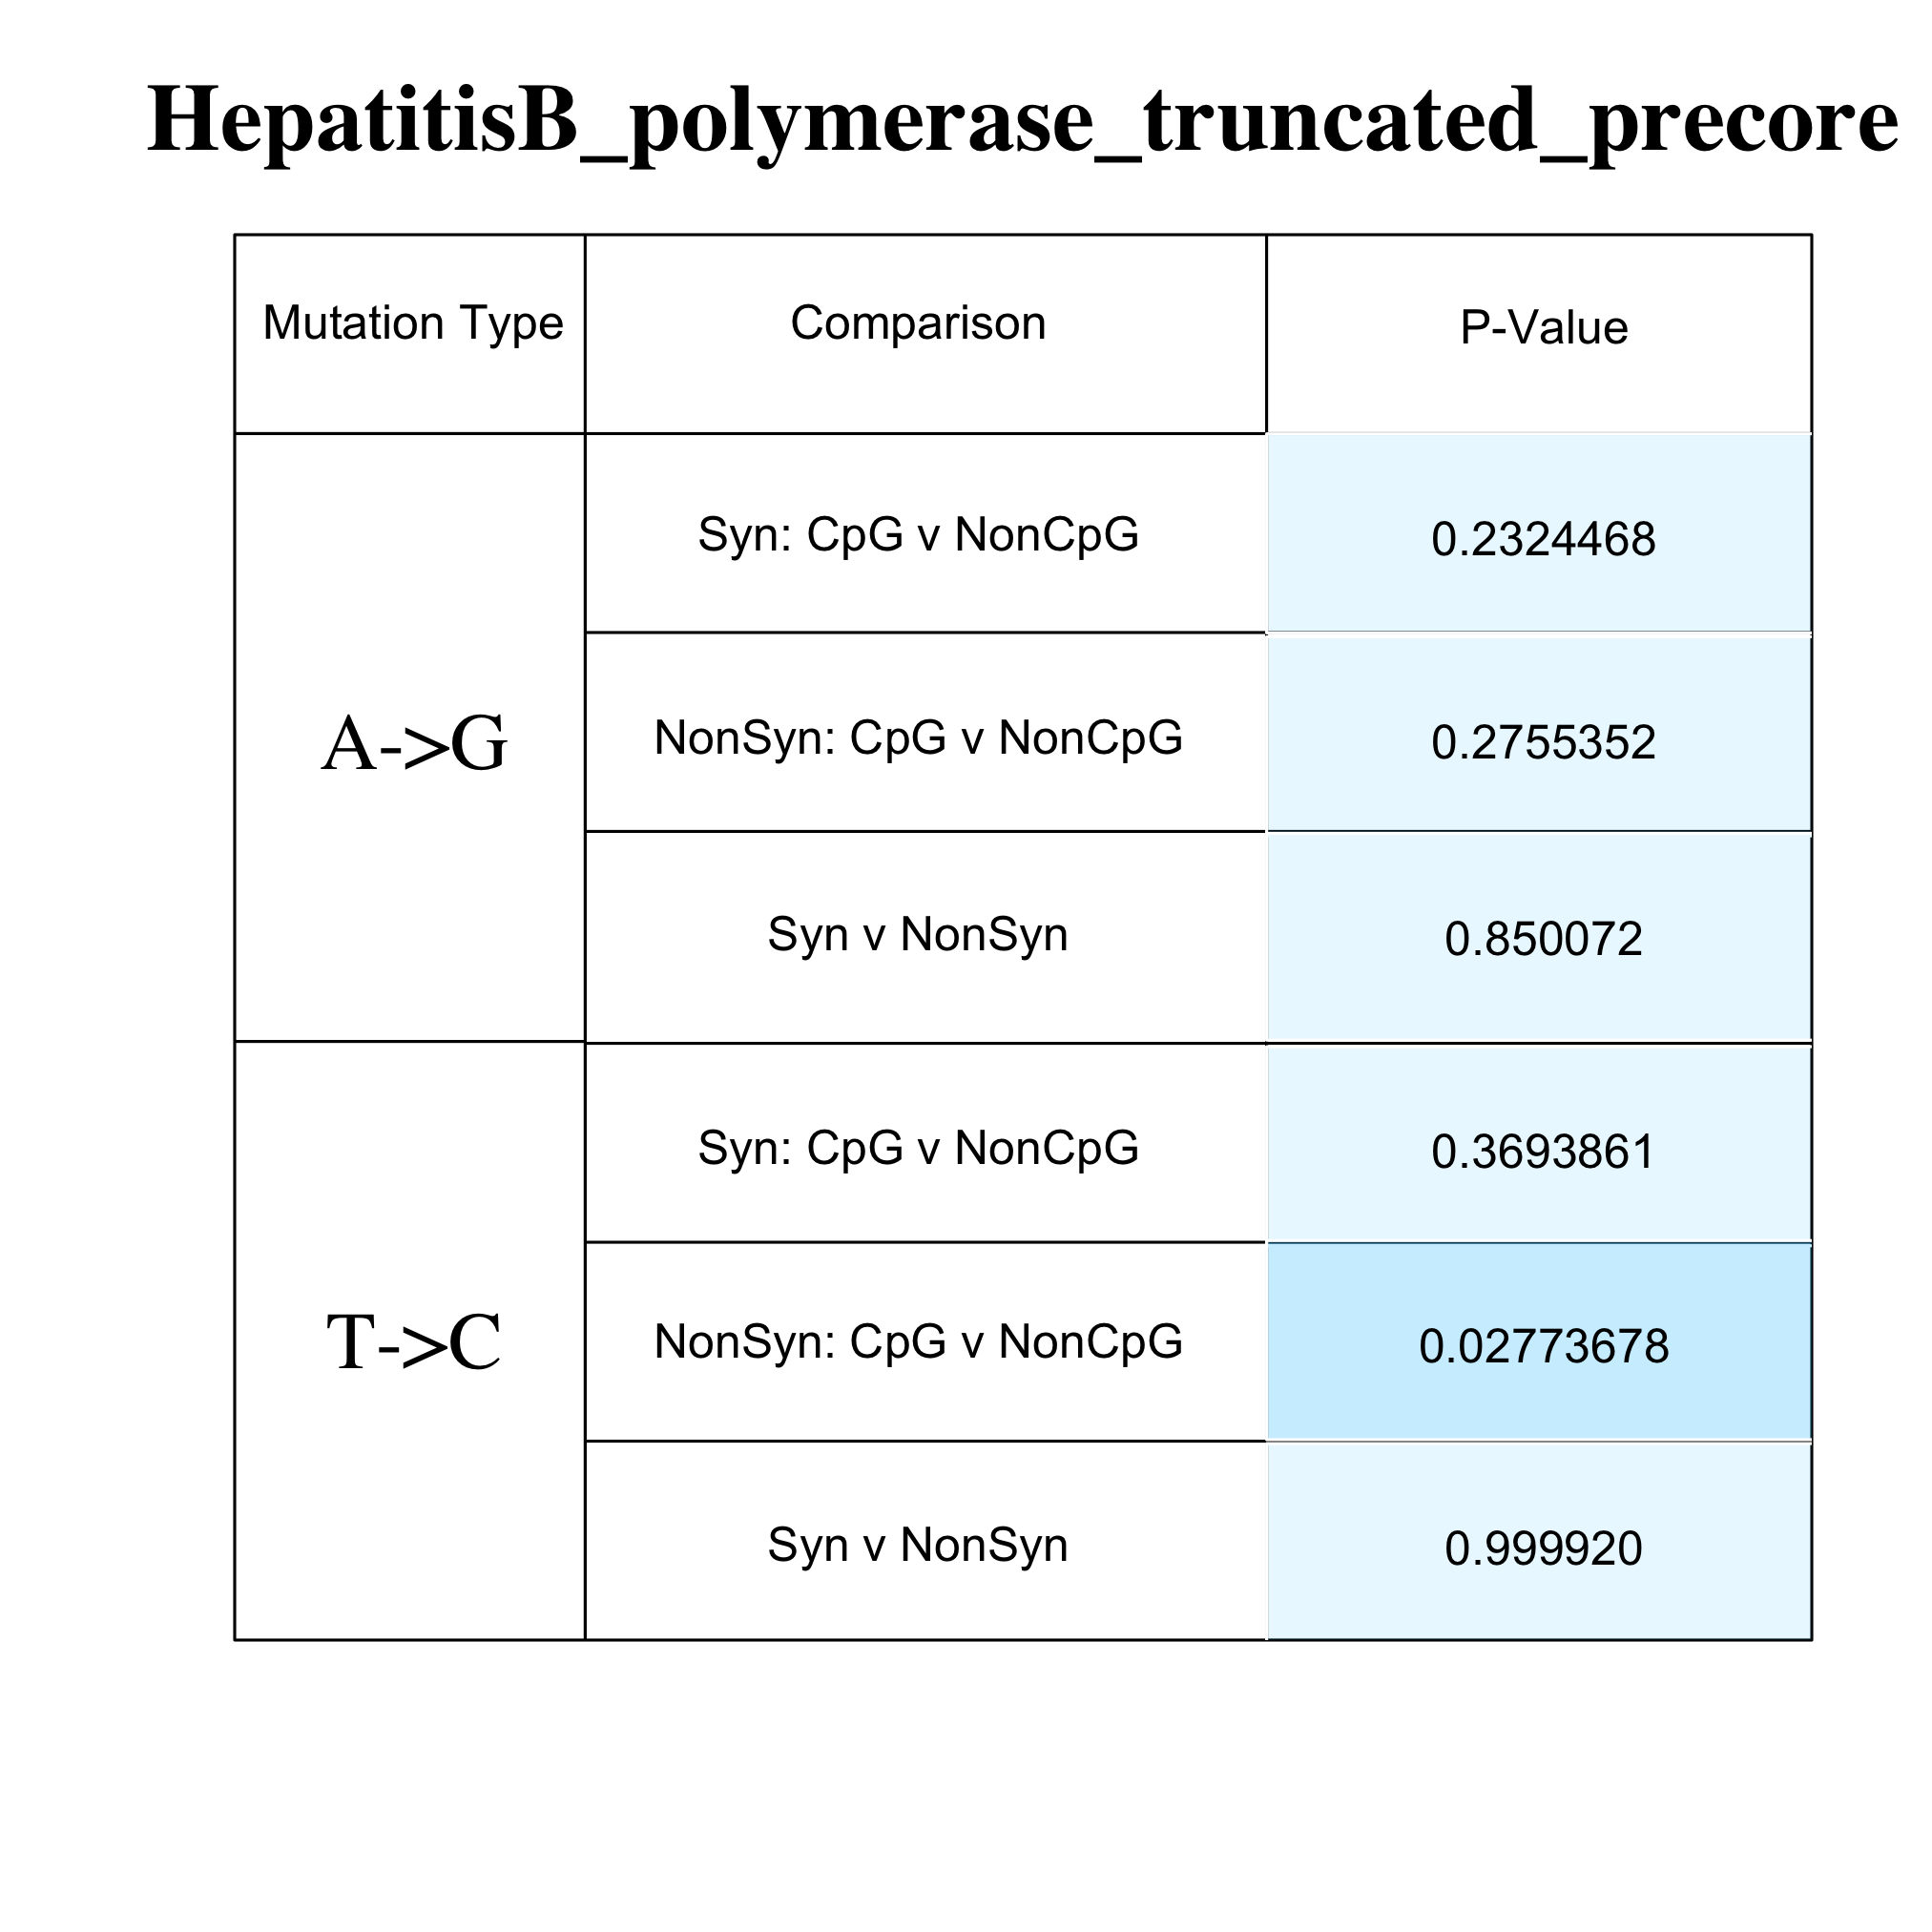 HepatitisB_polymerase_truncated_precore
Mutation Type Comparison P-Value
A->G
Syn: CpG v NonCpG 0.2324468
NonSyn: CpG v NonCpG 0.2755352
Syn v NonSyn 0.850072
T->C
Syn: CpG v NonCpG 0.3693861
NonSyn: CpG v NonCpG 0.02773678
Syn v NonSyn 0.999920